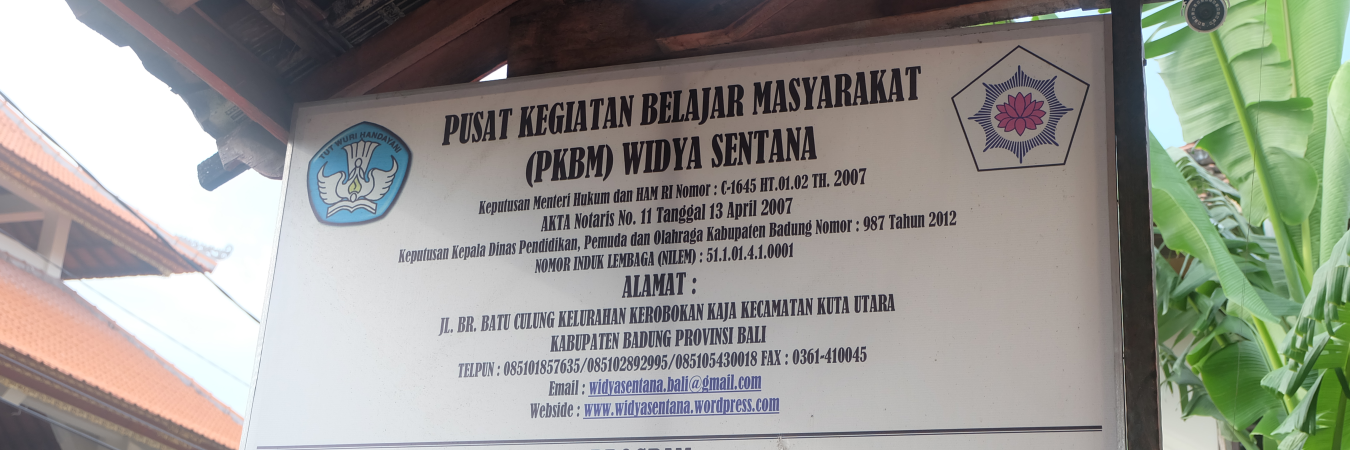 TUT WURI HANDAYANI
PUSAT KEGIATAN BELAJAR MASYARAKAT
(PKBM) WIDYA SENTANA
Keputusan Menteri Hukum dan HAM RI Nomor : C-1645 HT.01.02 TH. 2007
AKTA Notaris No. 11 Tanggal 13 April 2007
Keputusan Kepala Dinas Pendidikan, Pemuda dan Olahraga Kabupaten Badung Nomor : 987 Tahun 2012
NOMOR INDUK LEMBAGA (NILEM) : 51.1.01.4.1.0001
ALAMAT :
JL. BR. BATU CULUNG KELURAHAN KEROBOKAN KAJA KECAMATAN KUTA UTARA
KABUPATEN BADUNG PROVINSI BALI
TELPUN : 085101857635/085102892995/085105430018 FAX : 0361-410045
Email : widyasentana.bali@gmail.com
Webside : www.widyasentana.wordpress.com